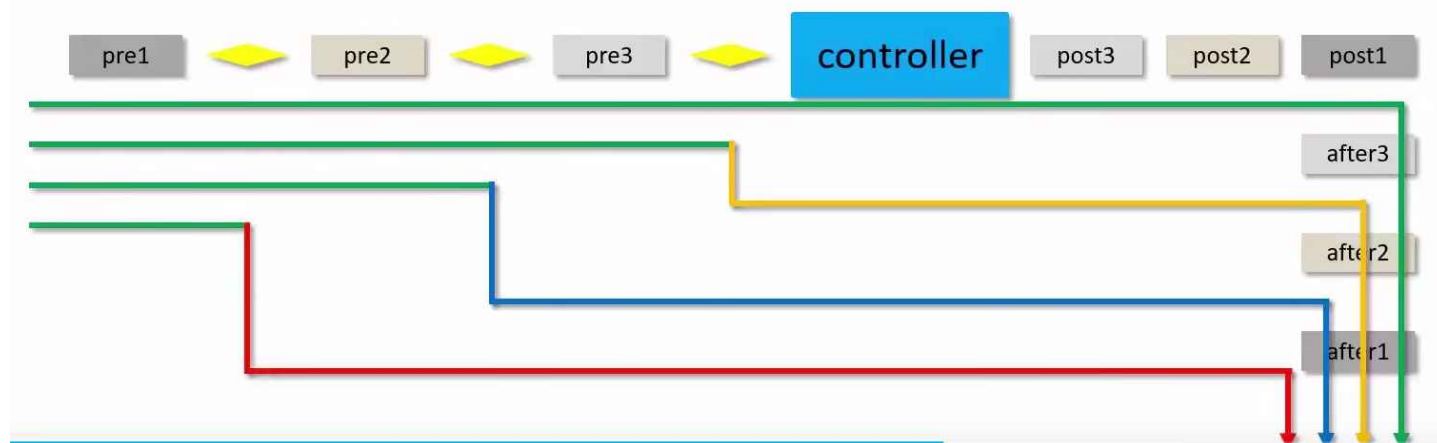 pre1
pre2
pre3
controller
post3
post2
post1
after3
after2
after1